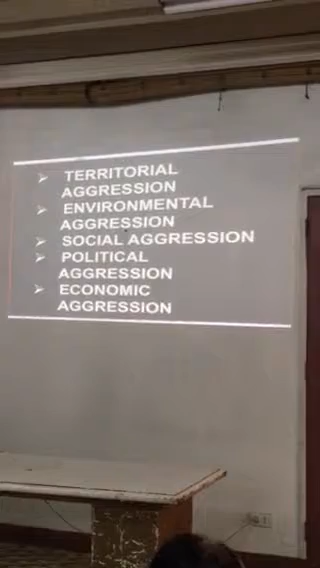 ➢ TERRITORIAL
AGGRESSION
➢ ENVIRONMENTAL
AGGRESSION
➢ SOCIAL AGGRESSION
➢ POLITICAL
AGGRESSION
➢ ECONOMIC
AGGRESSION